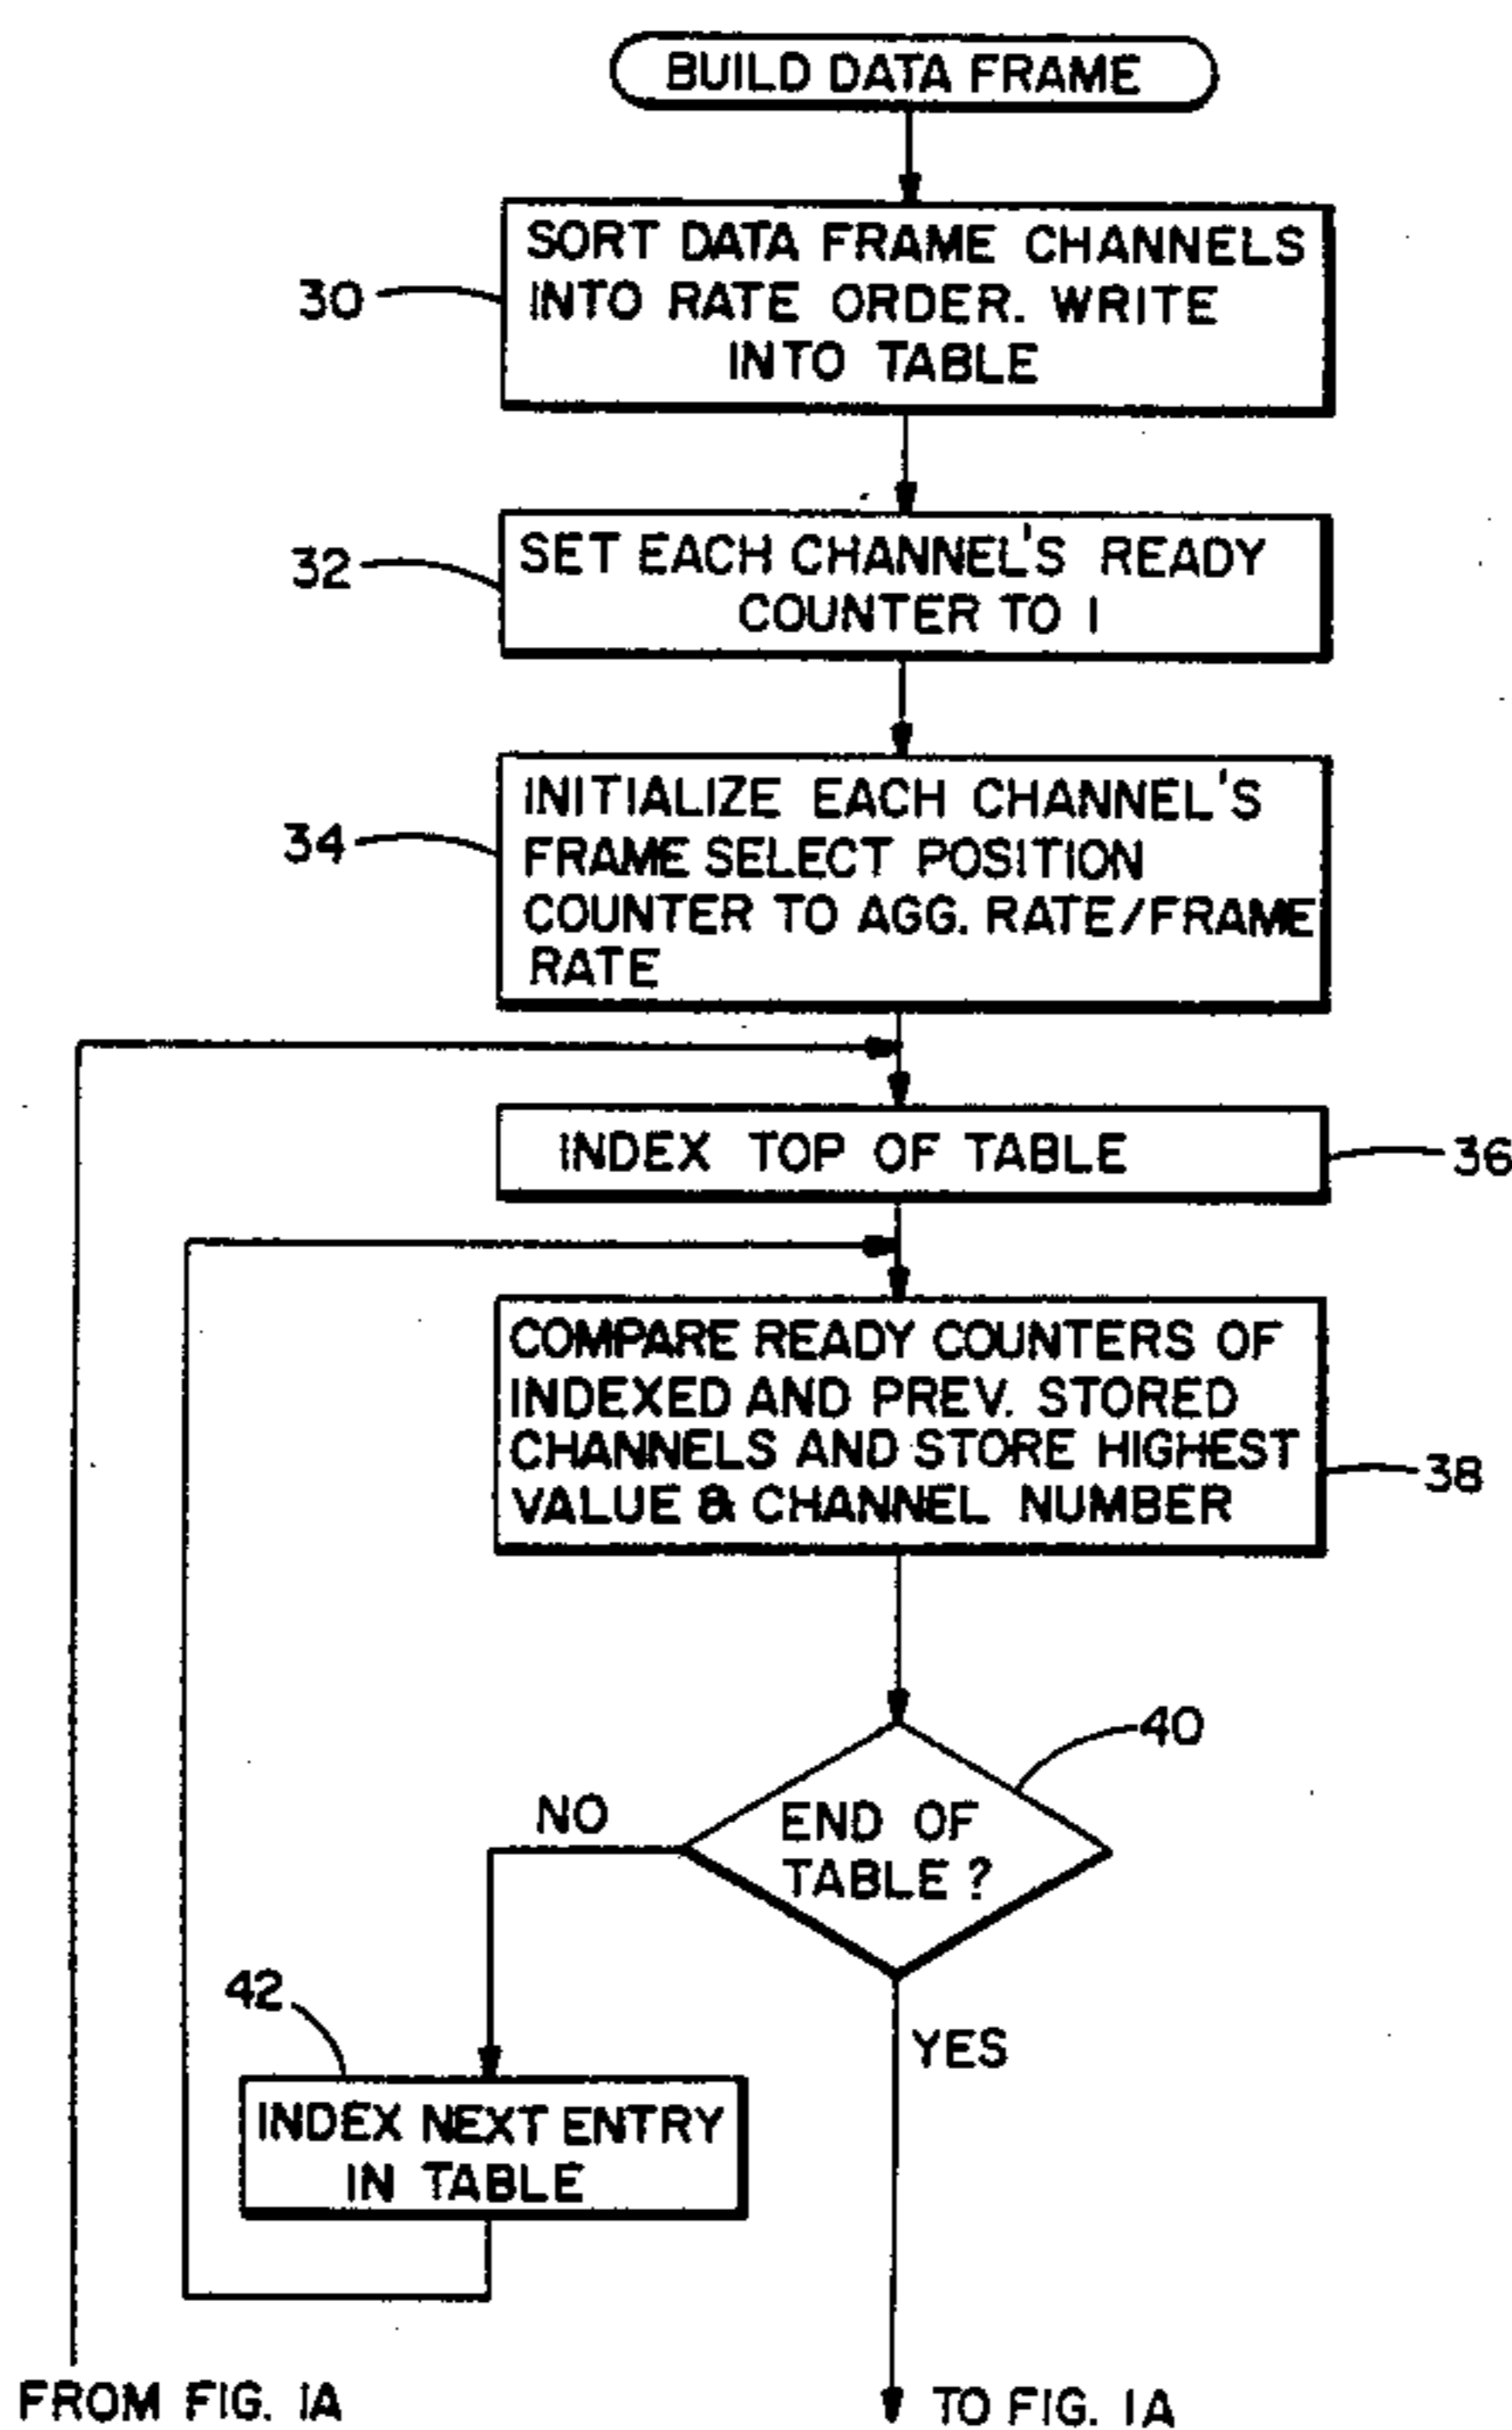 BUILD DATA FRAME
SORT DATA FRAME CHANNELS
INTO RATE ORDER. WRITE
INTO TABLE
30
SET EACH CHANNEL'S READY
COUNTER TO 1
32
INITIALIZE EACH CHANNEL'S
FRAME SELECT POSITION
COUNTER TO AGG. RATE/FRAME
RATE
34
INDEX TOP OF TABLE
36
COMPARE READY COUNTERS OF
INDEXED AND PREV. STORED
CHANNELS AND STORE HIGHEST
VALUE & CHANNEL NUMBER
38
40
END OF
TABLE?
NO
YES
42
INDEX NEXT ENTRY
IN TABLE
FROM FIG. 1A
TO FIG. 1A